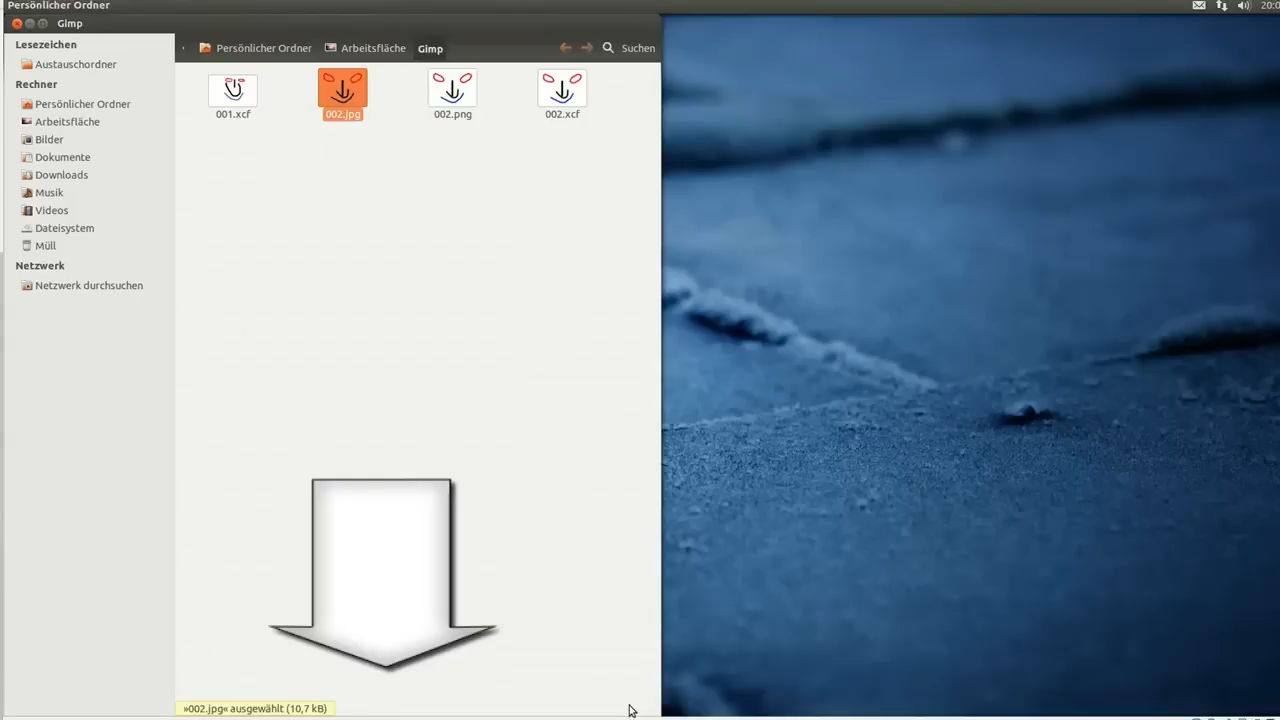 Persönlicher Ordner
20:0
Gimp
Lesezeichen
Austauschordner
Rechner
Persönlicher Ordner
Arbeitsfläche
Bilder
Dokumente
Downloads
Musik
Videos
Dateisystem
Müll
Netzwerk
Netzwerk durchsuchen
Persönlicher Ordner Arbeitsfläche Gimp Suchen
001.xcf 002.jpg 002.png 002.xcf
»002.jpg« ausgewählt (10,7 kB)